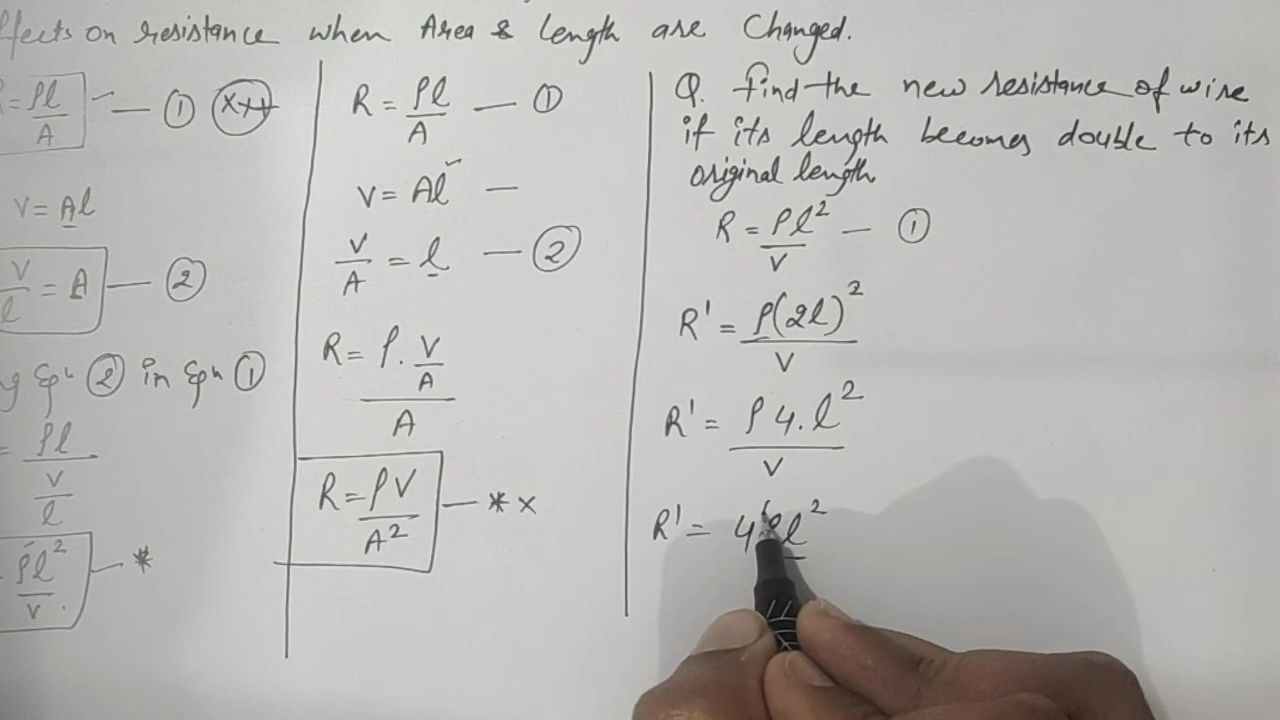 ffects on resistance when Area & length are Changed.
R = ρl/A — ① (x++)
V = Al
V/l = A — ②
ng Eqⁿ ② in Eqⁿ ①
= ρl / (V/l)
ρl²/V — *
R = ρl/A — ①
V = Al —
V/A = l — ②
R = ρ. V/A / A
R = ρV/A² — * x
Q. find the new resistance of wire
if its length becomes double to its
original length
R = ρl²/V — ①
R' = ρ(2l)²/V
R' = ρ4.l²/V
R' = 4(ρl²